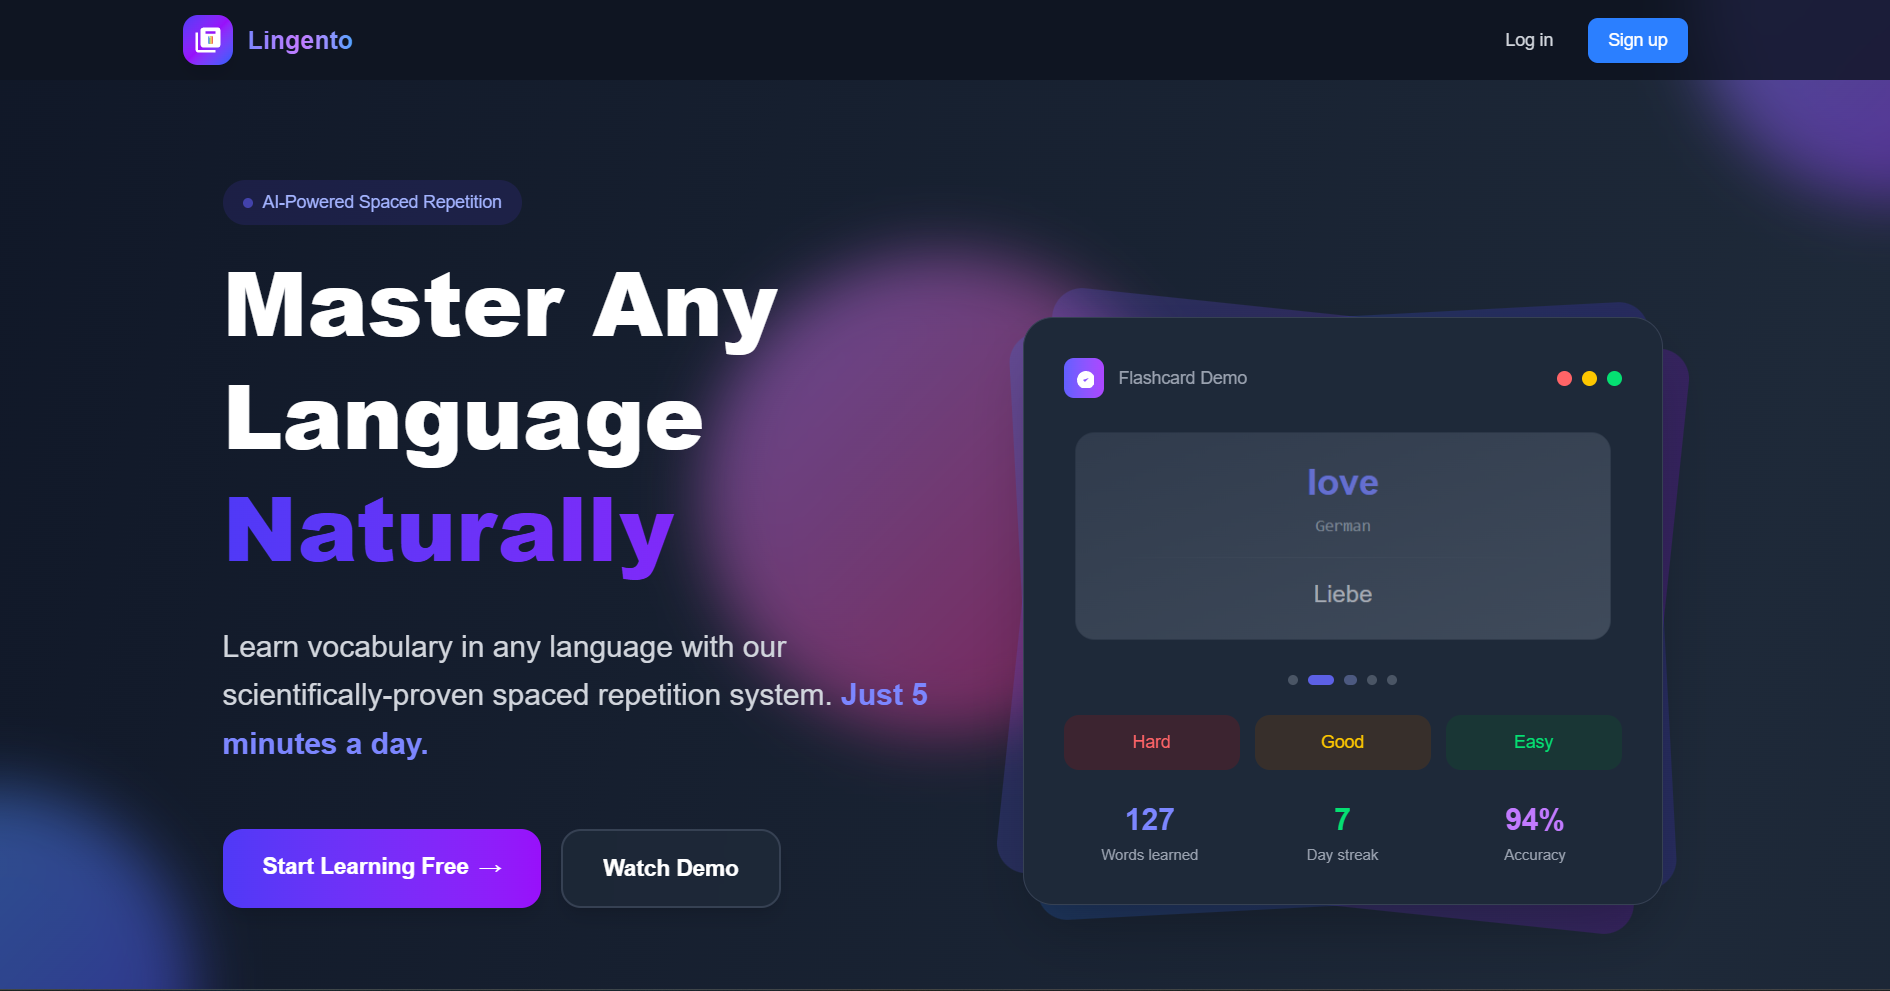 Lingento
Log in
Sign up
AI-Powered Spaced Repetition
Master Any
Language
Naturally
Learn vocabulary in any language with our
scientifically-proven spaced repetition system. Just 5
minutes a day.
Start Learning Free →
Watch Demo
Flashcard Demo
love
German
Liebe
Hard
Good
Easy
127
7
94%
Words learned
Day streak
Accuracy